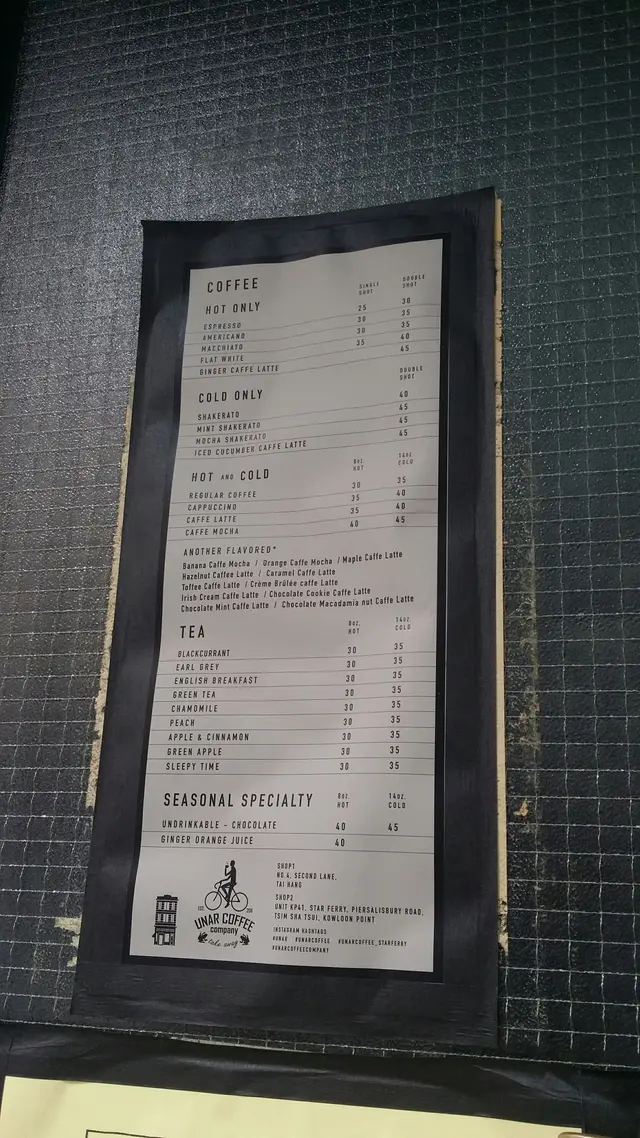 COFFEE SINGLE SHOT DOUBLE SHOT
HOT ONLY
ESPRESSO 25 30
AMERICANO 30 35
MACCHIATO 30 35
FLAT WHITE 35 40
GINGER CAFFE LATTE 45
COLD ONLY DOUBLE SHOT
SHAKERATO 40
MINT SHAKERATO 45
MOCHA SHAKERATO 45
ICED CUCUMBER CAFFE LATTE 45
HOT AND COLD 8oz. HOT 14oz. COLD
REGULAR COFFEE 30 35
CAPPUCCINO 35 40
CAFFE LATTE 35 40
CAFFE MOCHA 40 45
ANOTHER FLAVORED*
Banana Caffe Mocha / Orange Caffe Mocha / Maple Caffe Latte
Hazelnut Caffee Latte / Caramel Caffe Latte
Toffee Caffe Latte / Crème Brûlée caffe Latte
Irish Cream Caffe Latte / Chocolate Cookie Caffe Latte
Chocolate Mint Caffe Latte / Chocolate Macadamia nut Caffe Latte
TEA 8oz. HOT 14oz. COLD
BLACKCURRANT 30 35
EARL GREY 30 35
ENGLISH BREAKFAST 30 35
GREEN TEA 30 35
CHAMOMILE 30 35
PEACH 30 35
APPLE & CINNAMON 30 35
GREEN APPLE 30 35
SLEEPY TIME 30 35
SEASONAL SPECIALTY 8oz. HOT 14oz. COLD
UNDRINKABLE - CHOCOLATE 40 45
GINGER ORANGE JUICE 40
UNAR COFFEE
company
take away
SHOP1
NO.4, SECOND LANE,
TAI HANG
SHOP2
UNIT KP41, STAR FERRY, PIERSALISBURY ROAD,
TSIM SHA TSUI, KOWLOON POINT
INSTAGRAM HASHTAGS
#UNAR #UNARCOFFEE #UNARCOFFEE_STARFERRY
#UNARCOFFEECOMPANY